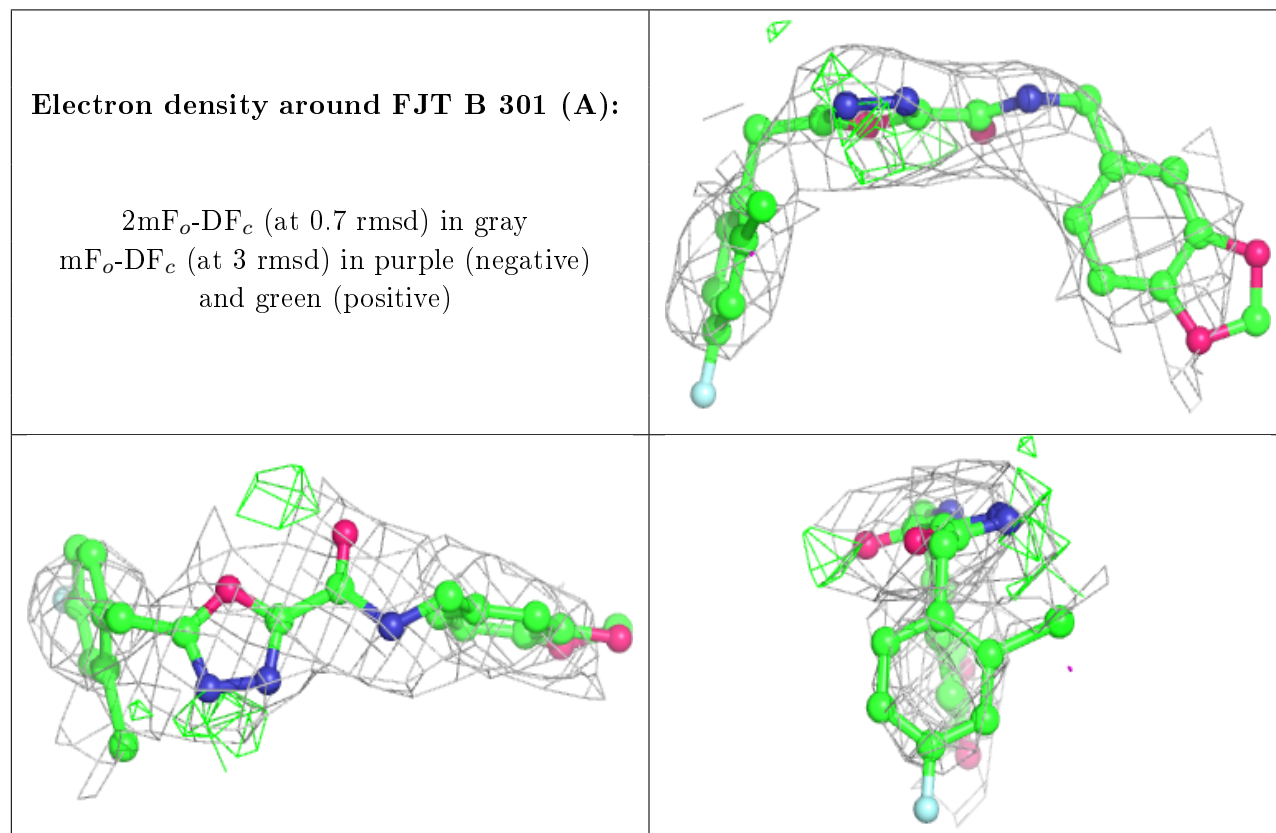 Electron density around FJT B 301 (A):
2mFo-DFc (at 0.7 rmsd) in gray
mFo-DFc (at 3 rmsd) in purple (negative)
and green (positive)